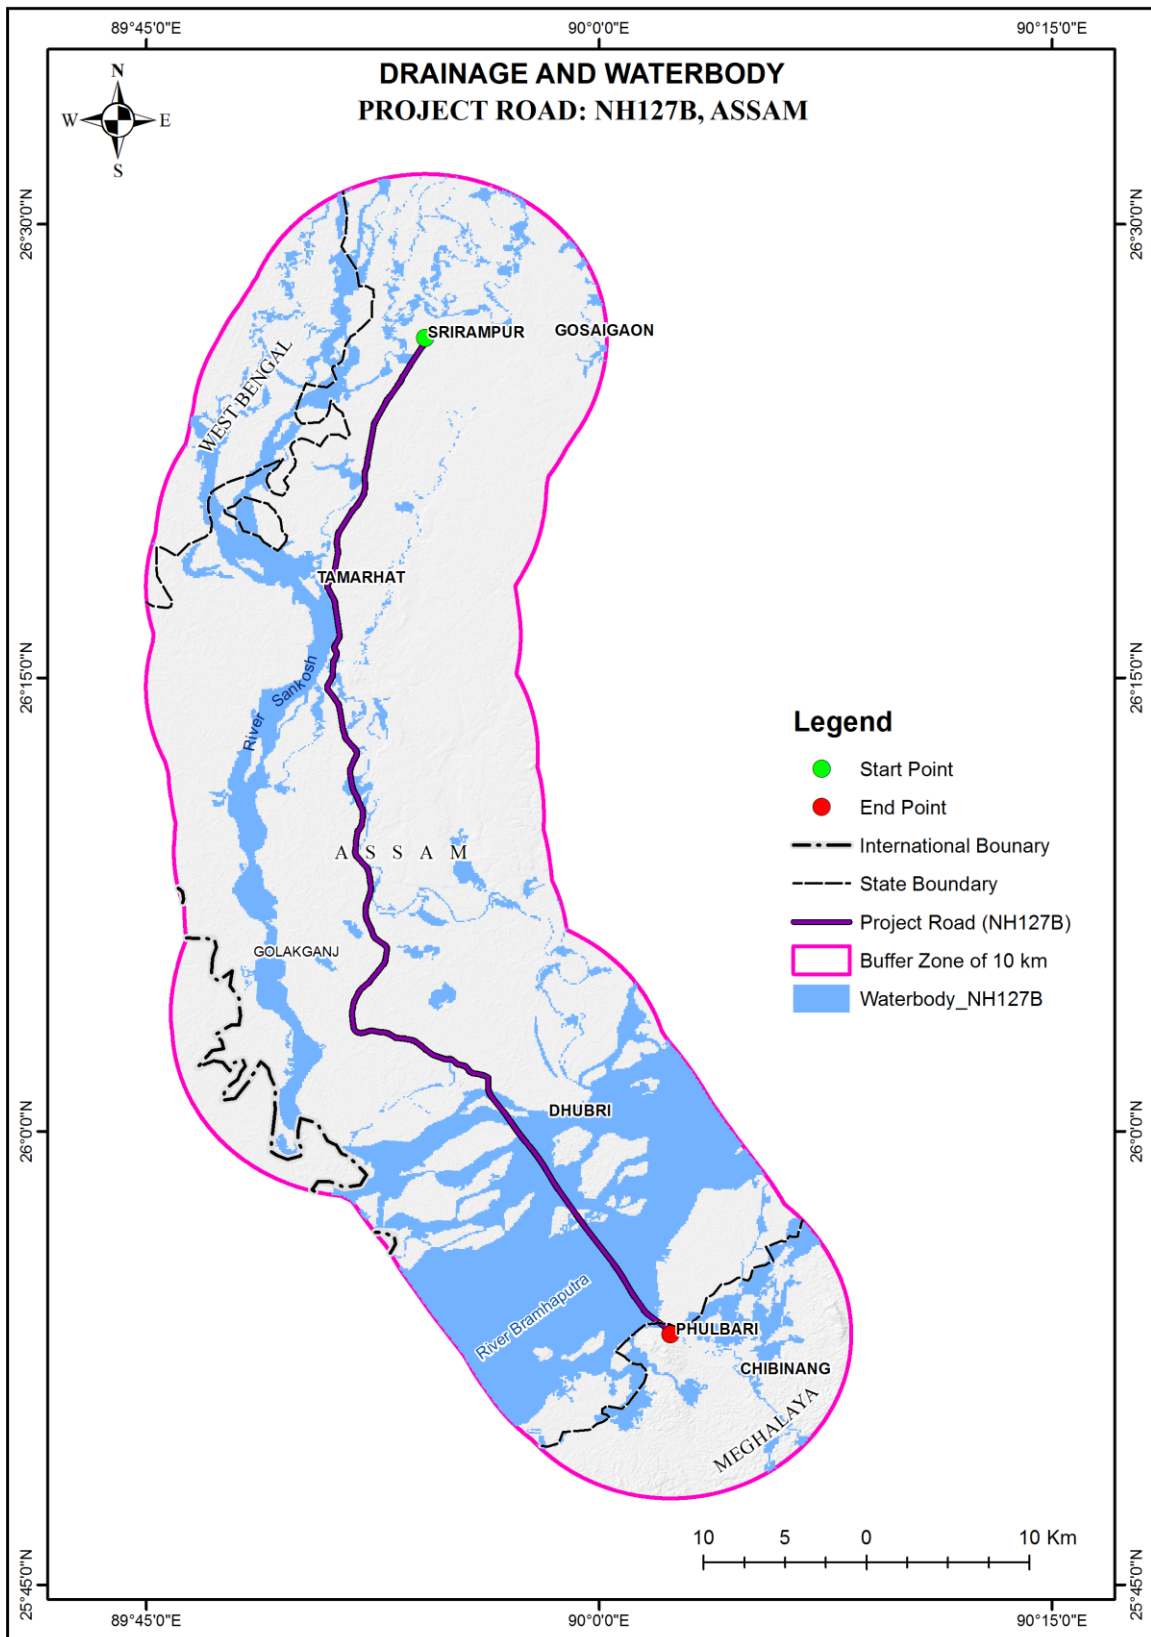 89°45'0"E
90°0'0"E
90°15'0"E
DRAINAGE AND WATERBODY
PROJECT ROAD: NH127B, ASSAM
N
W
E
S
26°30'0"N
26°30'0"N
SRIRAMPUR
GOSAIGAON
WEST BENGAL
TAMARHAT
26°15'0"N
26°15'0"N
River Sankosh
Legend
Start Point
End Point
International Bounary
State Boundary
Project Road (NH127B)
Buffer Zone of 10 km
Waterbody_NH127B
A S S A M
GOLAKGANJ
DHUBRI
26°0'0"N
26°0'0"N
River Bramhaputra
PHULBARI
CHIBINANG
MEGHALAYA
10 5 0 10 Km
25°45'0"N
25°45'0"N
89°45'0"E
90°0'0"E
90°15'0"E